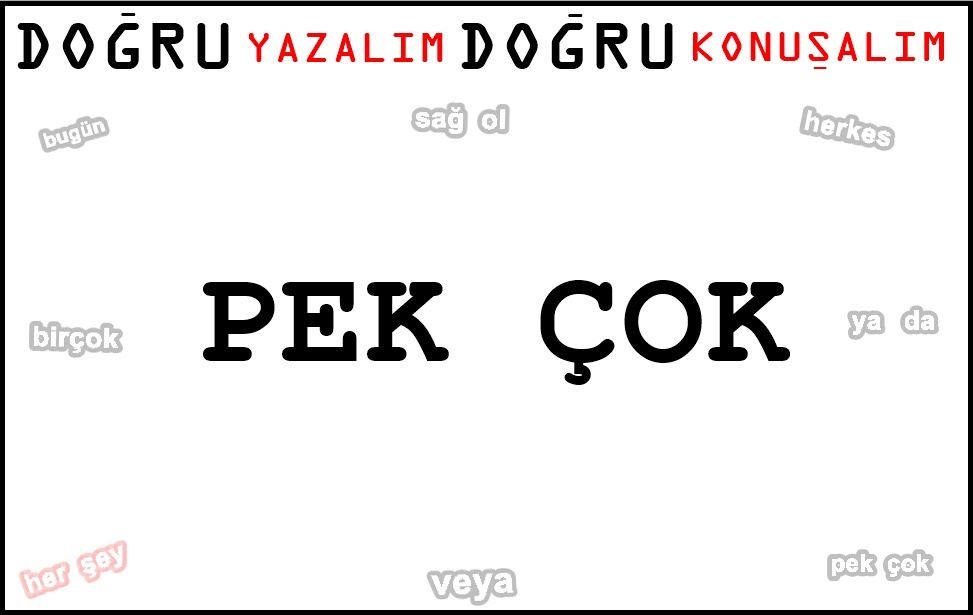 DOĞRU YAZALIM DOĞRU KONUŞALIM
bugün
sağ ol
herkes
birçok
PEK ÇOK
ya da
her şey
veya
pek çok